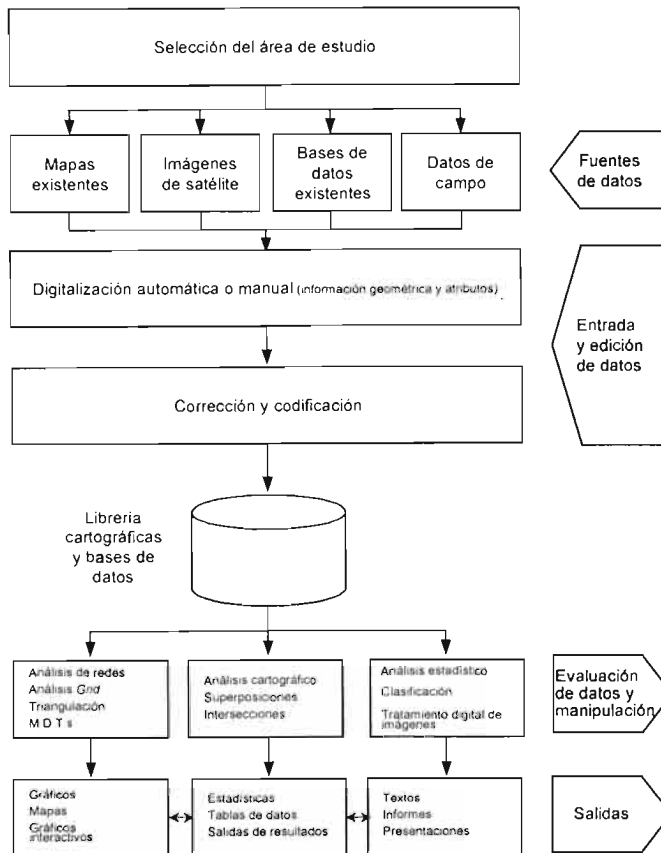 Selección del área de estudio
Mapas
existentes
Imágenes
de satélite
Bases de
datos
existentes
Datos de
campo
Fuentes
de datos
Digitalización automática o manual (información geométrica y atributos)
Entrada
y edición
de datos
Corrección y codificación
Libreria
cartográficas
y bases de
datos
Análisis de redes
Análisis Grid
Triangulación
M D T s
Análisis cartográfico
Superposiciones
Intersecciones
Análisis estadístico
Clasificación
Tratamiento digital de
imágenes
Evaluación
de datos y
manipulación
Gráficos
Mapas
Gráficos
interactivos
Estadísticas
Tablas de datos
Salidas de resultados
Textos
Informes
Presentaciones
Salidas